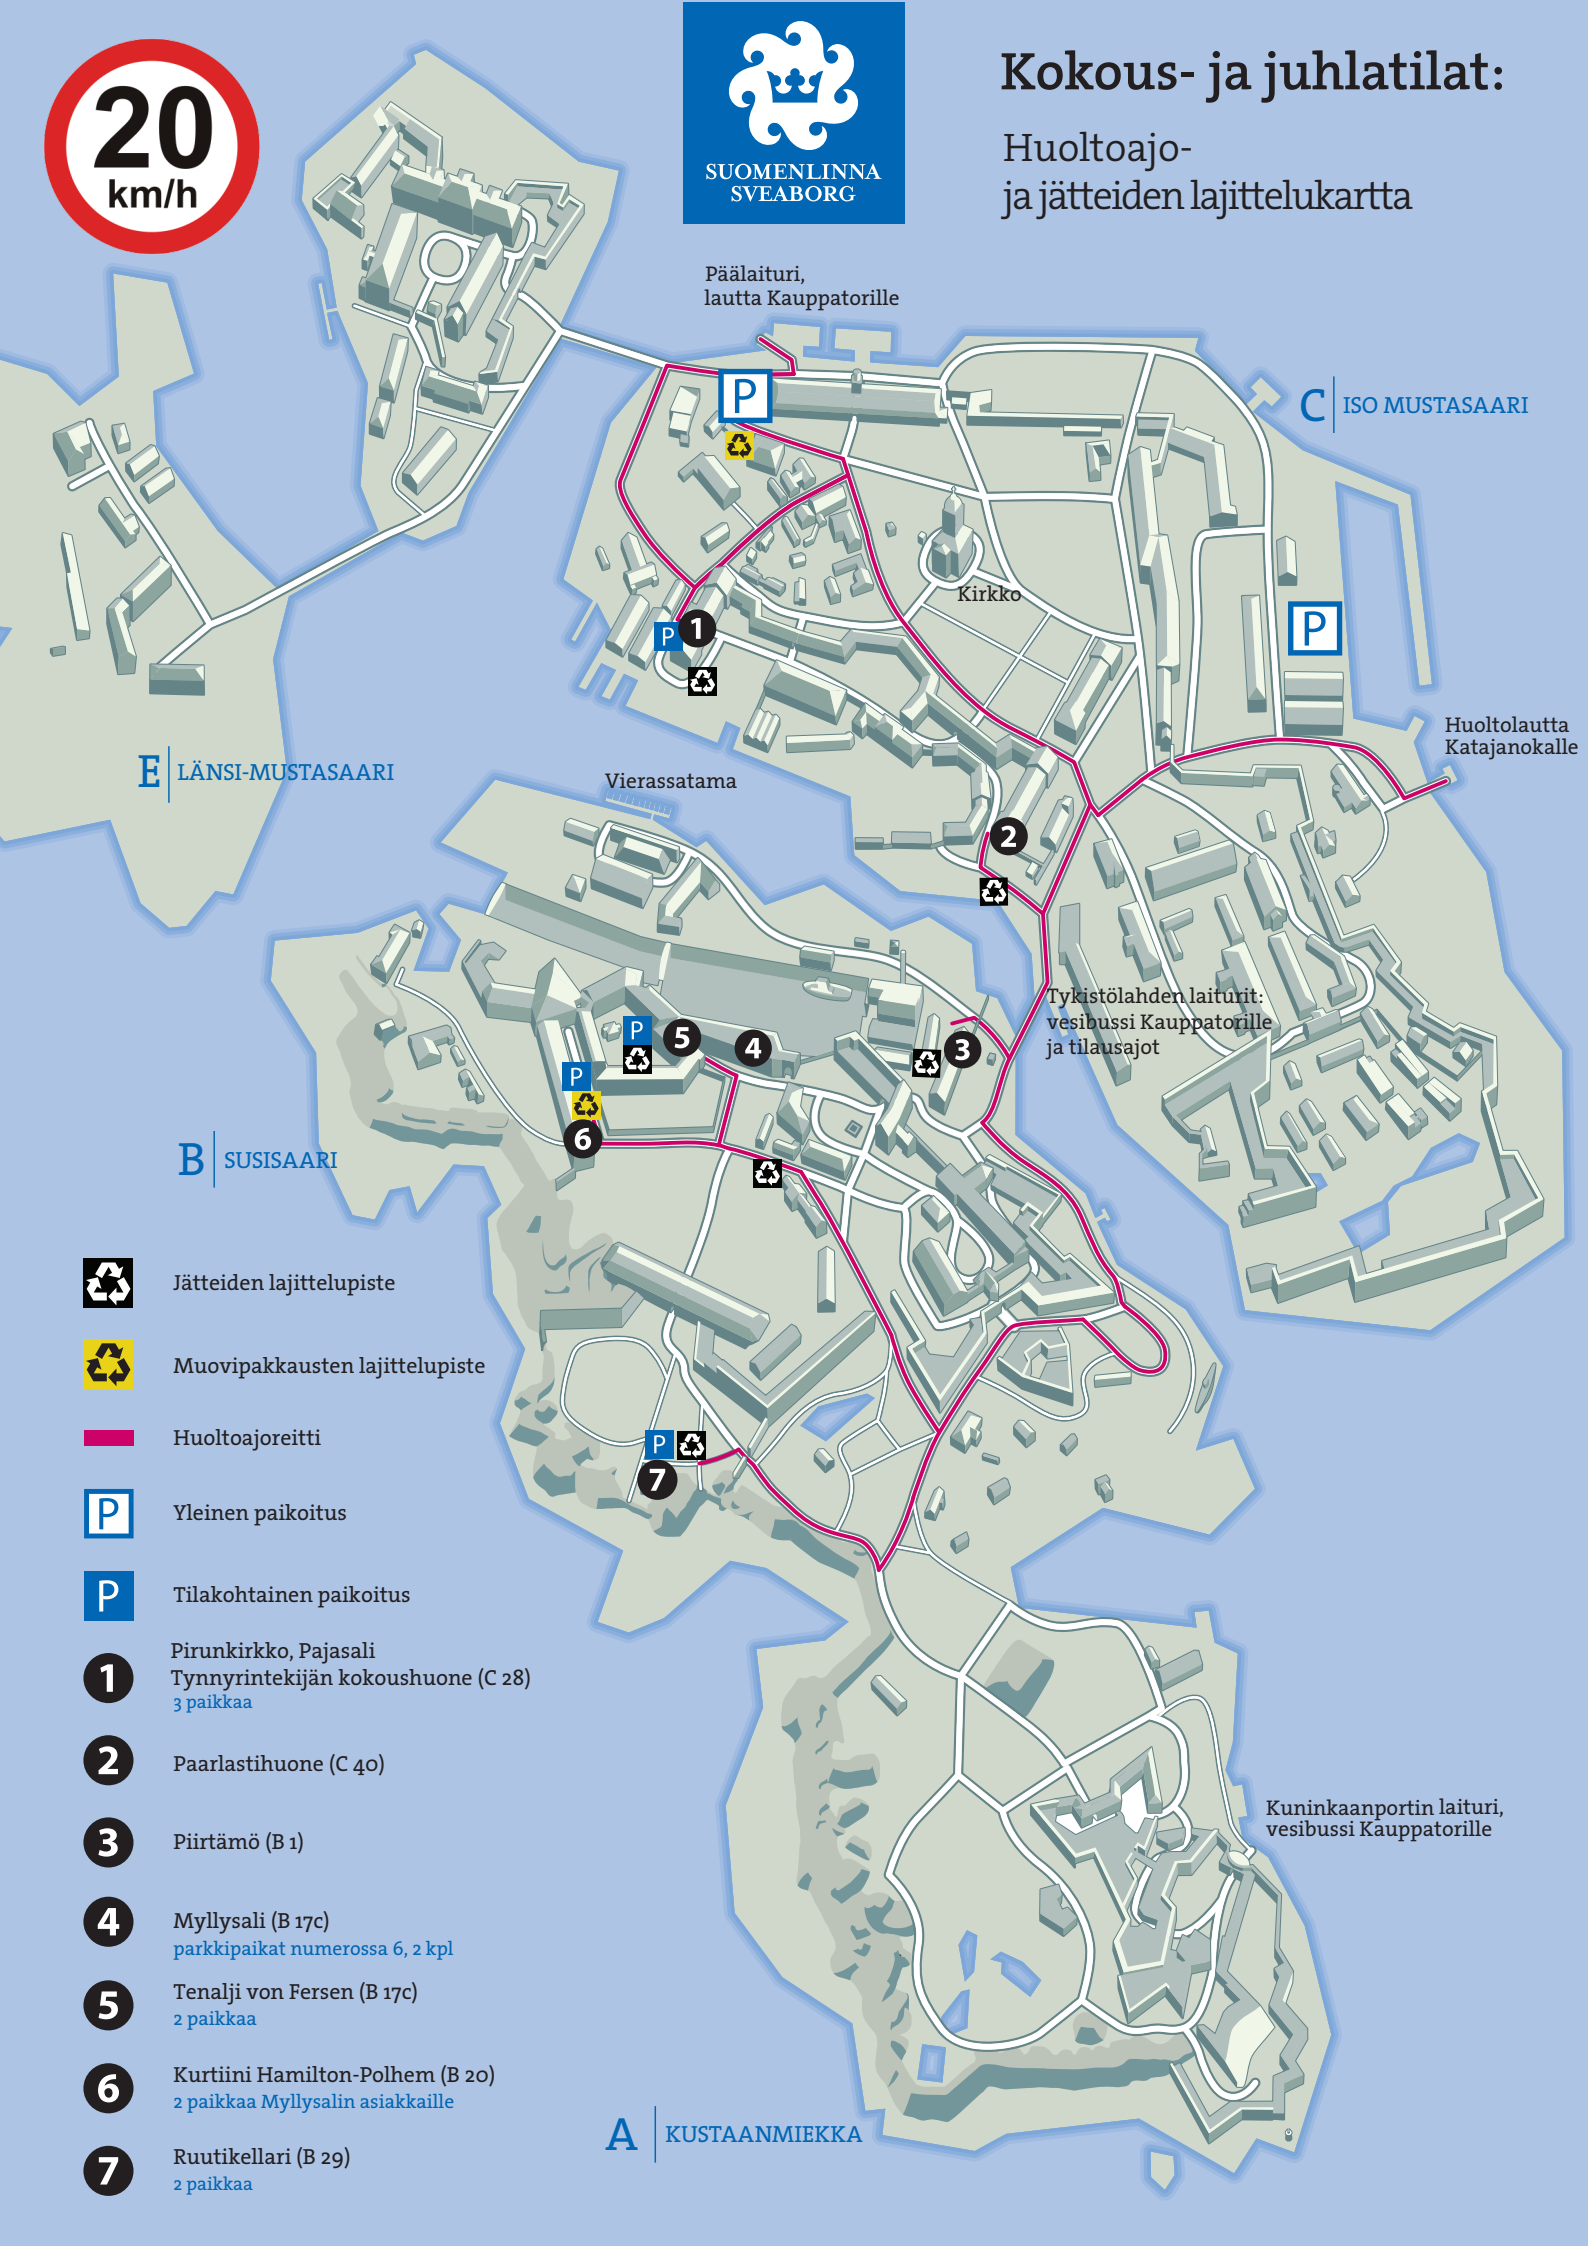 20
km/h
SUOMENLINNA
SVEABORG
Kokous- ja juhlatilat:
Huoltoajo-
ja jätteiden lajittelukartta
Päälaituri,
lautta Kauppatorille
P
C ISO MUSTASAARI
Kirkko
P
P 1
Huoltolautta
Katajanokalle
E LÄNSI-MUSTASAARI
Vierassatama
2
Tykistölahden laiturit:
vesibussi Kauppatorille
ja tilausajot
P 5 4 3
P
6
B SUSISAARI
P
7
Jätteiden lajittelupiste
Muovipakkausten lajittelupiste
Huoltoajoreitti
P Yleinen paikoitus
P Tilakohtainen paikoitus
1 Pirunkirkko, Pajasali
Tynnyrintekijän kokoushuone (C 28)
3 paikkaa
2 Paarlastihuone (C 40)
3 Piirtämö (B 1)
4 Myllysali (B 17c)
parkkipaikat numerossa 6, 2 kpl
5 Tenalji von Fersen (B 17c)
2 paikkaa
6 Kurtiini Hamilton-Polhem (B 20)
2 paikkaa Myllysalin asiakkaille
7 Ruutikellari (B 29)
2 paikkaa
Kuninkaanportin laituri,
vesibussi Kauppatorille
A KUSTAANMIEKKA